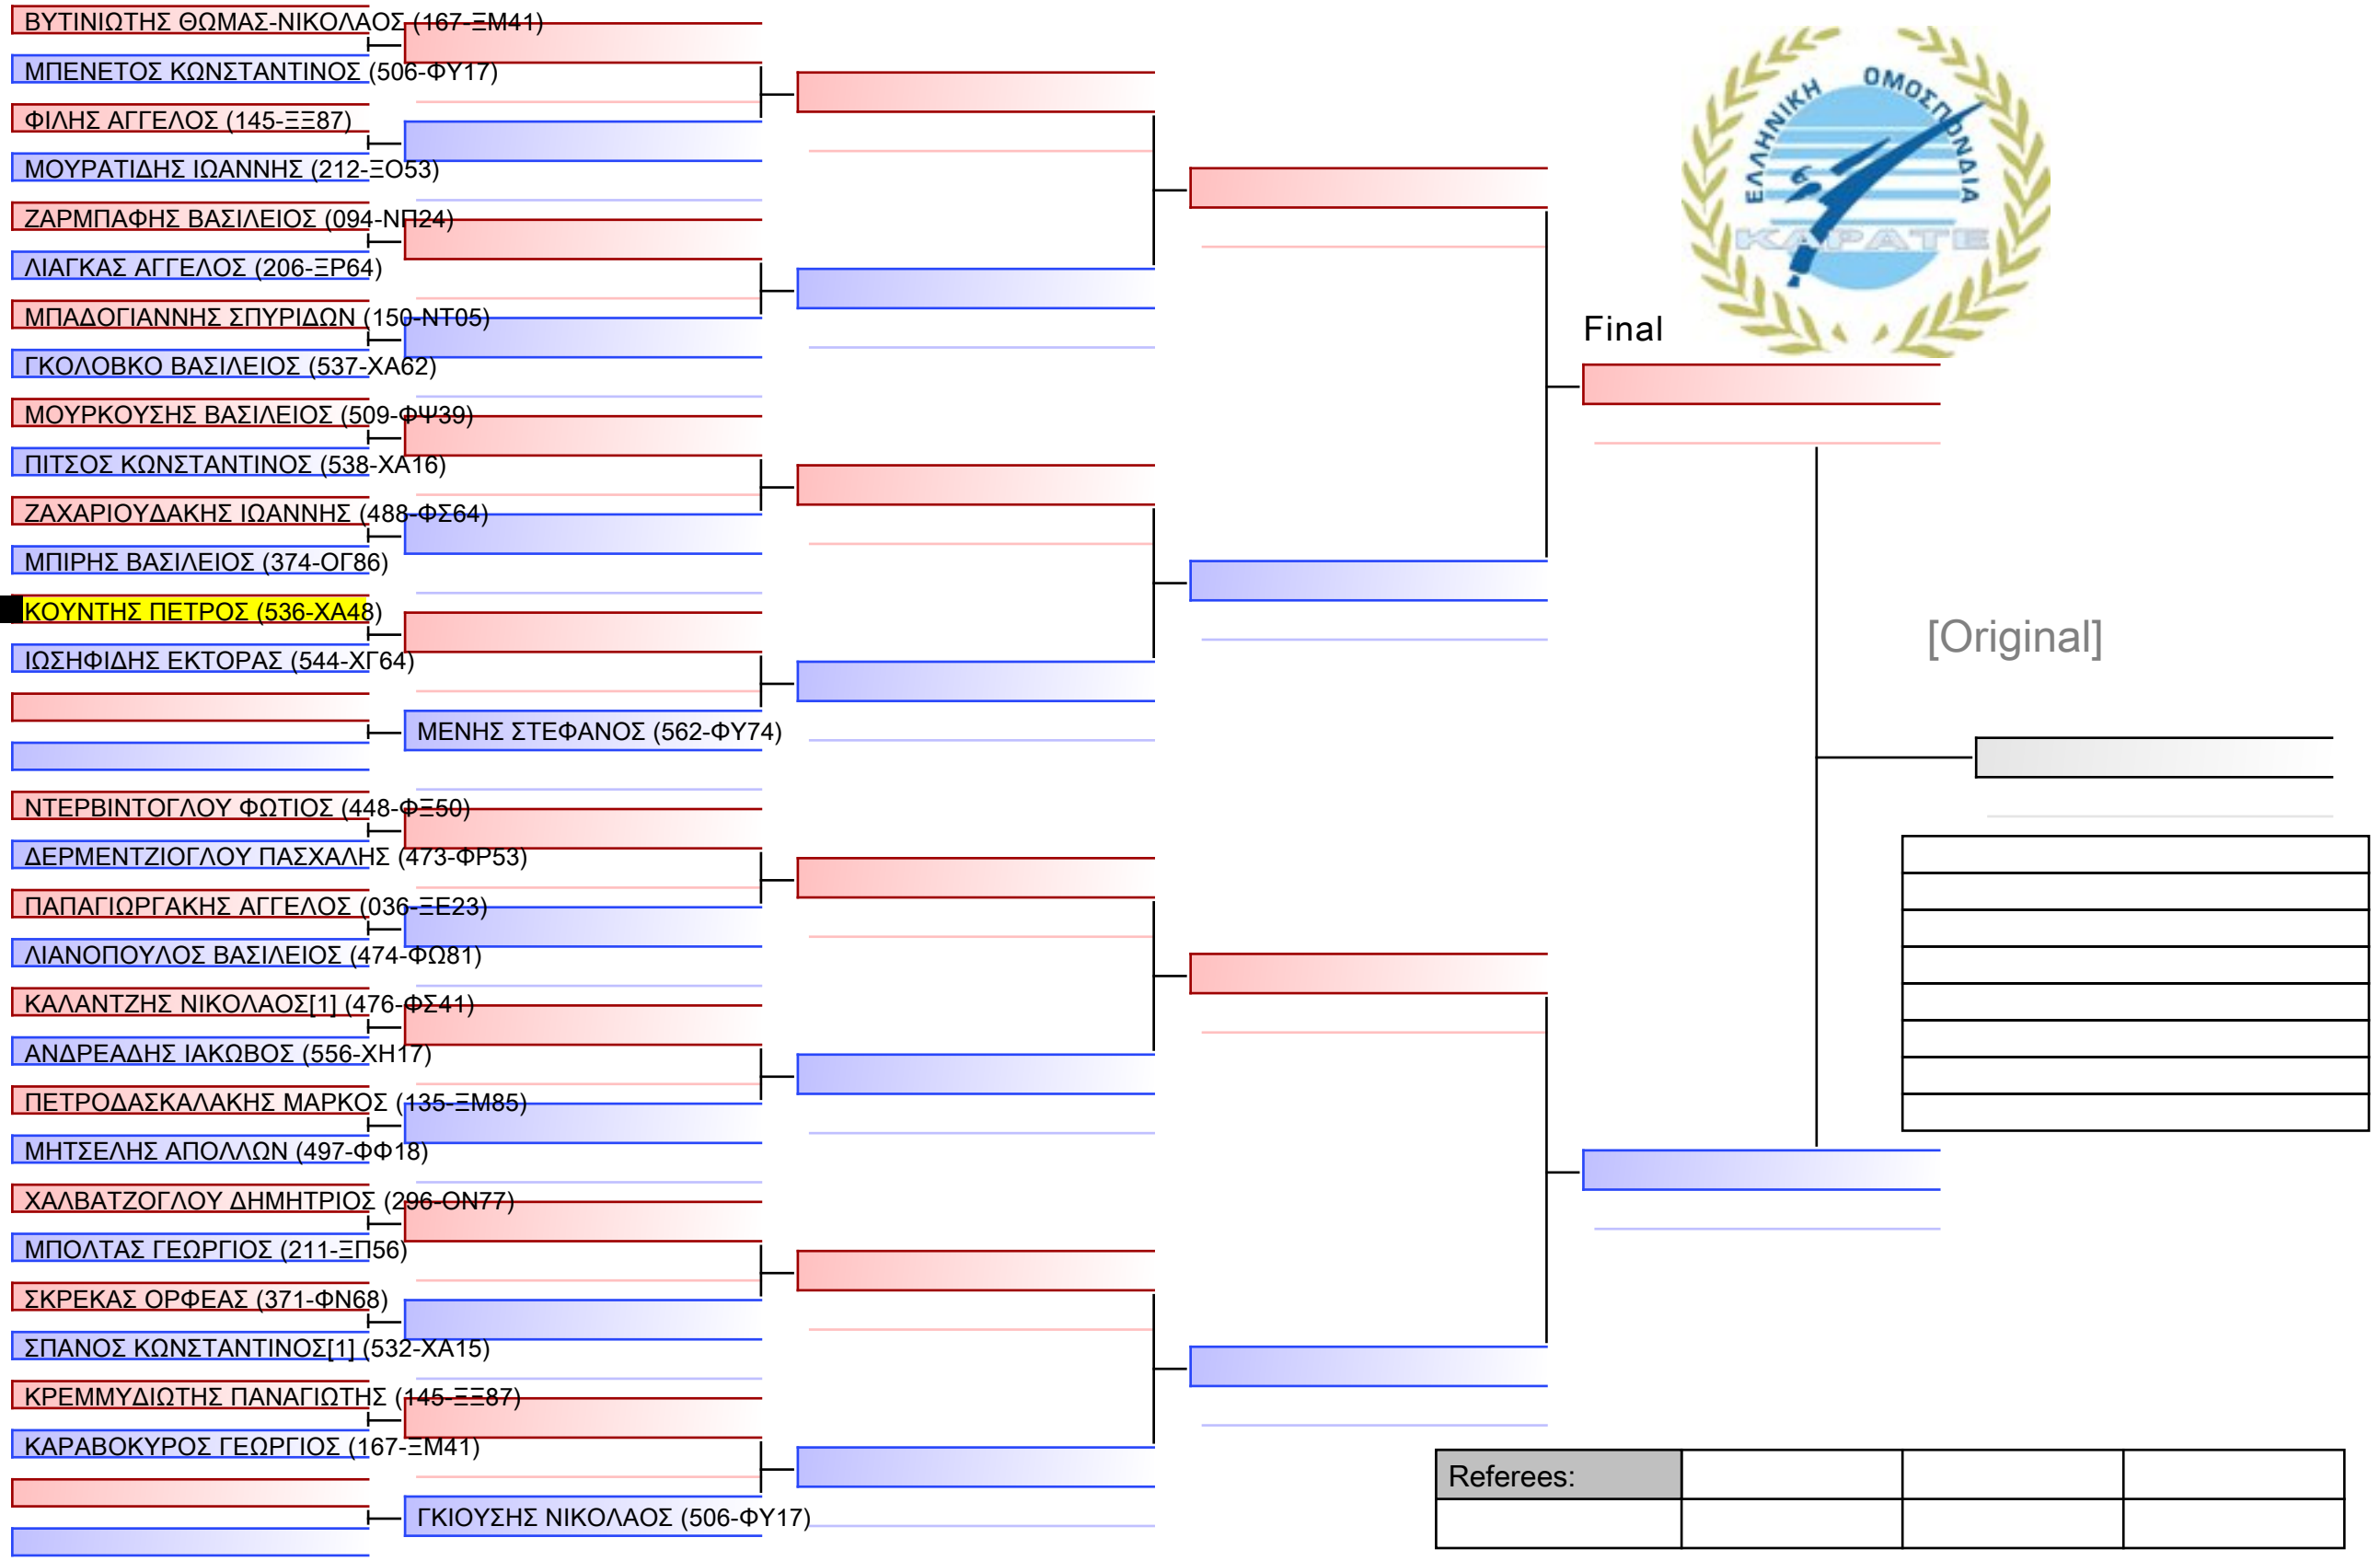 ΒΥΤΙΝΙΩΤΗΣ ΘΩΜΑΣ-ΝΙΚΟΛΑΟΣ (167-ΞΜ41)
ΜΠΕΝΕΤΟΣ ΚΩΝΣΤΑΝΤΙΝΟΣ (506-ΦΥ17)
ΦΙΛΗΣ ΑΓΓΕΛΟΣ (145-ΞΞ87)
ΜΟΥΡΑΤΙΔΗΣ ΙΩΑΝΝΗΣ (212-ΞΟ53)
ΖΑΡΜΠΑΦΗΣ ΒΑΣΙΛΕΙΟΣ (094-ΝΠ24)
ΛΙΑΓΚΑΣ ΑΓΓΕΛΟΣ (206-ΞΡ64)
ΜΠΑΔΟΓΙΑΝΝΗΣ ΣΠΥΡΙΔΩΝ (150-ΝΤ05)
ΓΚΟΛΟΒΚΟ ΒΑΣΙΛΕΙΟΣ (537-ΧΑ62)
ΜΟΥΡΚΟΥΣΗΣ ΒΑΣΙΛΕΙΟΣ (509-ΦΨ39)
ΠΙΤΣΟΣ ΚΩΝΣΤΑΝΤΙΝΟΣ (538-ΧΑ16)
ΖΑΧΑΡΙΟΥΔΑΚΗΣ ΙΩΑΝΝΗΣ (488-ΦΣ64)
ΜΠΙΡΗΣ ΒΑΣΙΛΕΙΟΣ (374-ΟΓ86)
ΚΟΥΝΤΗΣ ΠΕΤΡΟΣ (536-ΧΑ48)
ΙΩΣΗΦΙΔΗΣ ΕΚΤΟΡΑΣ (544-ΧΓ64)
ΜΕΝΗΣ ΣΤΕΦΑΝΟΣ (562-ΦΥ74)
ΝΤΕΡΒΙΝΤΟΓΛΟΥ ΦΩΤΙΟΣ (448-ΦΞ50)
ΔΕΡΜΕΝΤΖΙΟΓΛΟΥ ΠΑΣΧΑΛΗΣ (473-ΦΡ53)
ΠΑΠΑΓΙΩΡΓΑΚΗΣ ΑΓΓΕΛΟΣ (036-ΞΕ23)
ΛΙΑΝΟΠΟΥΛΟΣ ΒΑΣΙΛΕΙΟΣ (474-ΦΩ81)
ΚΑΛΑΝΤΖΗΣ ΝΙΚΟΛΑΟΣ[1] (476-ΦΣ41)
ΑΝΔΡΕΑΔΗΣ ΙΑΚΩΒΟΣ (556-ΧΗ17)
ΠΕΤΡΟΔΑΣΚΑΛΑΚΗΣ ΜΑΡΚΟΣ (135-ΞΜ85)
ΜΗΤΣΕΛΗΣ ΑΠΟΛΛΩΝ (497-ΦΦ18)
ΧΑΛΒΑΤΖΟΓΛΟΥ ΔΗΜΗΤΡΙΟΣ (296-ΟΝ77)
ΜΠΟΛΤΑΣ ΓΕΩΡΓΙΟΣ (211-ΞΠ56)
ΣΚΡΕΚΑΣ ΟΡΦΕΑΣ (371-ΦΝ68)
ΣΠΑΝΟΣ ΚΩΝΣΤΑΝΤΙΝΟΣ[1] (532-ΧΑ15)
ΚΡΕΜΜΥΔΙΩΤΗΣ ΠΑΝΑΓΙΩΤΗΣ (145-ΞΞ87)
ΚΑΡΑΒΟΚΥΡΟΣ ΓΕΩΡΓΙΟΣ (167-ΞΜ41)
ΓΚΙΟΥΣΗΣ ΝΙΚΟΛΑΟΣ (506-ΦΥ17)
ΕΛΛΗΝΙΚΗ ΟΜΟΣΠΟΝΔΙΑ
ΚΑΡΑΤΕ
Final
[Original]
Referees: